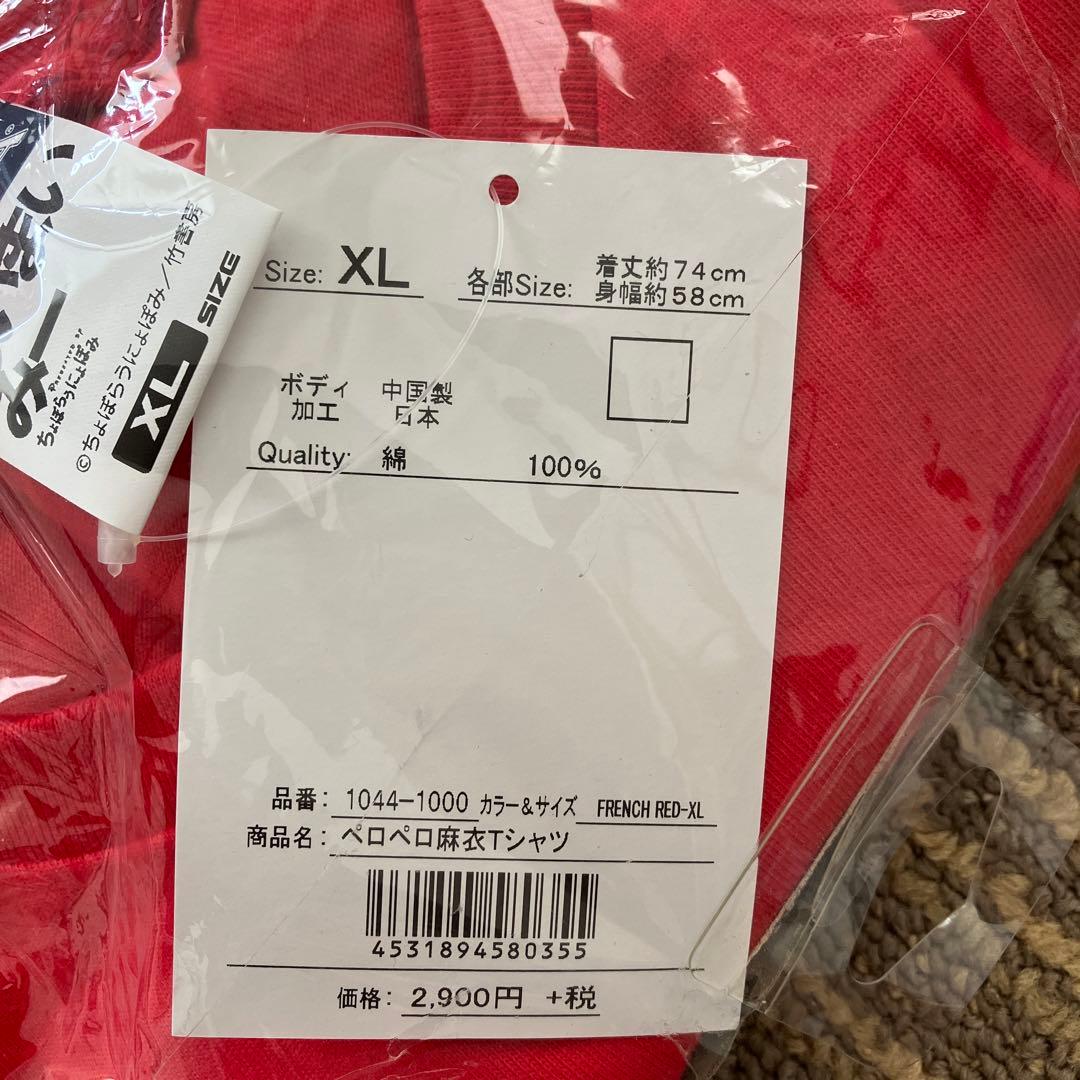 Size: XL
各部Size: 着丈約74cm
身幅約58cm
ボディ 中国製
加工 日本
Quality: 綿 100%
品番: 1044-1000 カラー&サイズ FRENCH RED-XL
商品名: ペロペロ麻衣Tシャツ
4531894580355
価格: 2,900円 +税
PRESENTED BY
ちょぼらうにょぽみ
©ちょぼらうにょぽみ/竹書房
XL SIZE